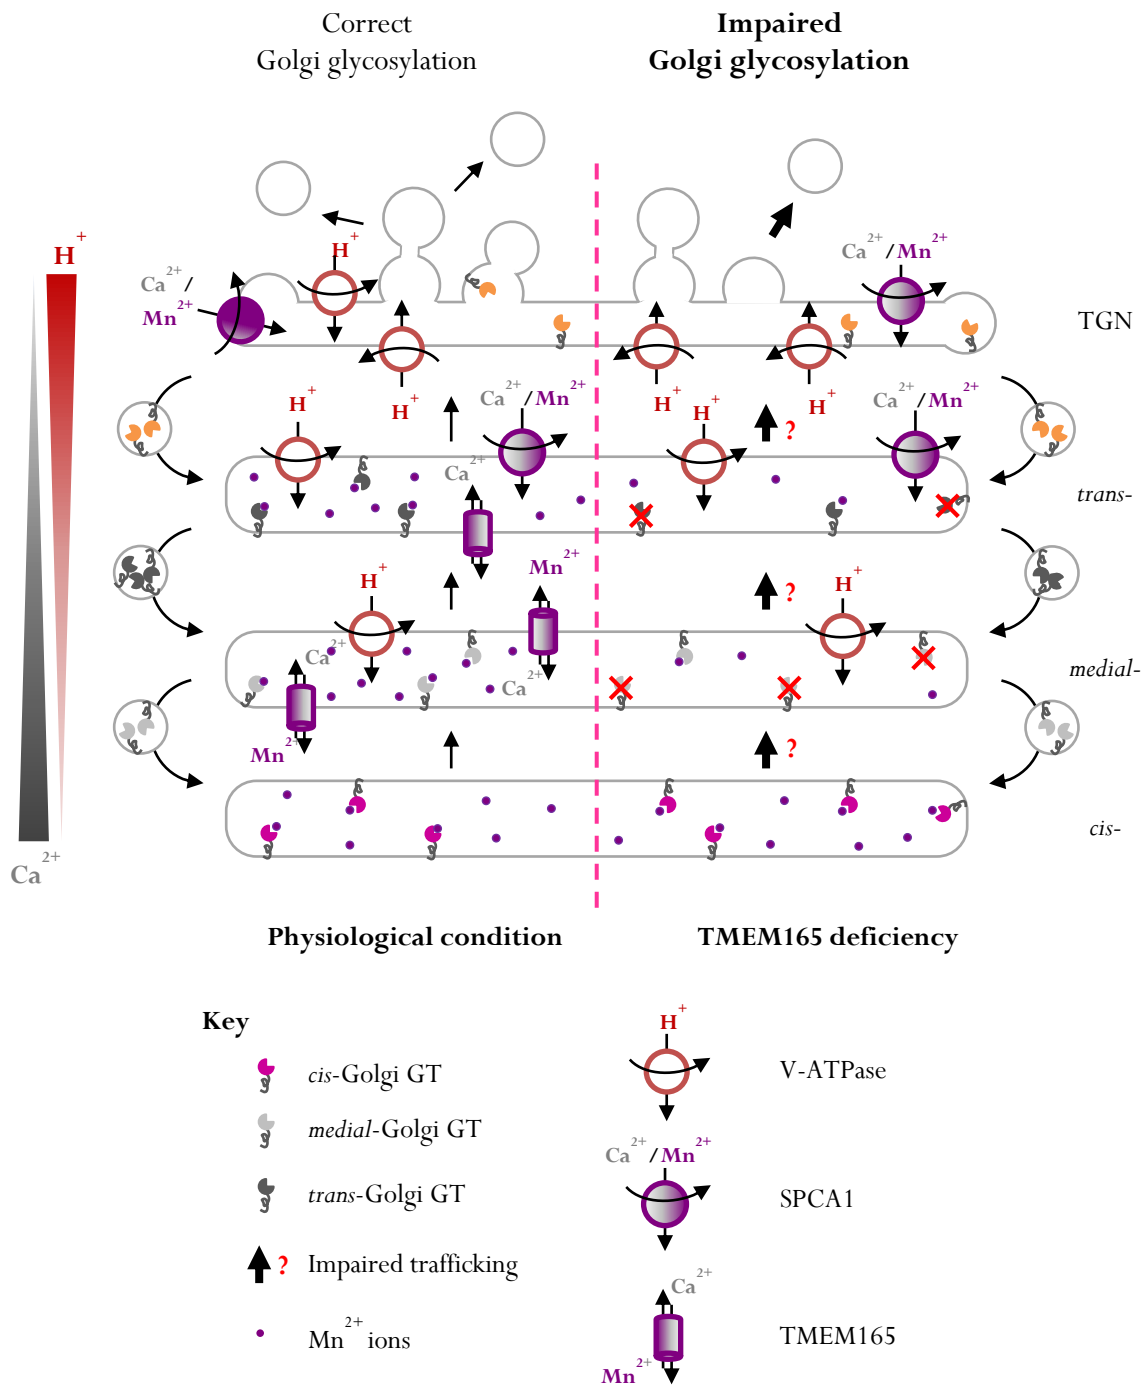 Correct
Golgi glycosylation
Impaired
Golgi glycosylation
H+
Ca2+/
Mn2+
H+
Ca2+/Mn2+
TGN
H+
H+
Ca2+/Mn2+
H+
H+
H+
?
Ca2+/Mn2+
Ca2+
trans-
Mn2+
H+
?
H+
Ca2+
Ca2+
medial-
Mn2+
?
cis-
Ca2+
Physiological condition
TMEM165 deficiency
Key
cis-Golgi GT
medial-Golgi GT
trans-Golgi GT
? Impaired trafficking
Mn2+ ions
H+
V-ATPase
Ca2+/Mn2+
SPCA1
Ca2+
TMEM165
Mn2+